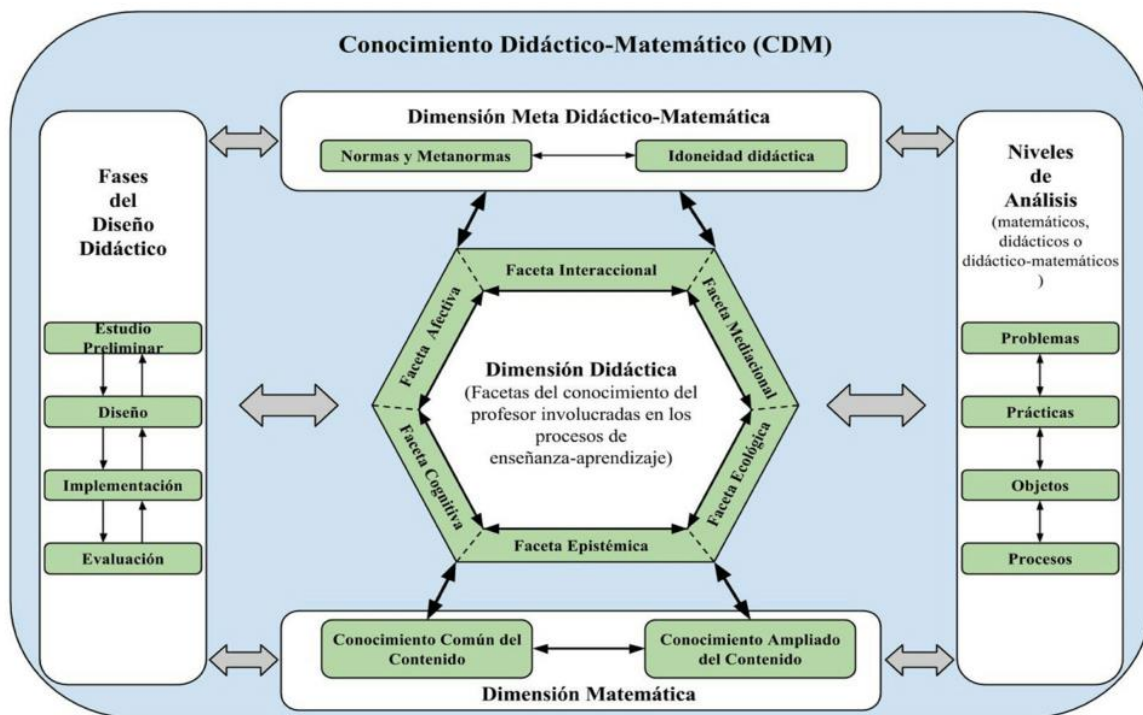 Conocimiento Didáctico-Matemático (CDM)
Dimensión Meta Didáctico-Matemática
Normas y Metanormas
Idoneidad didáctica
Fases
del
Diseño
Didáctico
Estudio
Preliminar
Diseño
Implementación
Evaluación
Faceta Interaccional
Faceta Afectiva
Faceta Mediacional
Dimensión Didáctica
(Facetas del conocimiento del
profesor involucradas en los
procesos de
enseñanza-aprendizaje)
Faceta Cognitiva
Faceta Ecológica
Faceta Epistémica
Niveles
de
Análisis
(matemáticos,
didácticos o
didáctico-matemáticos
)
Problemas
Prácticas
Objetos
Procesos
Conocimiento Común del
Contenido
Conocimiento Ampliado
del Contenido
Dimensión Matemática